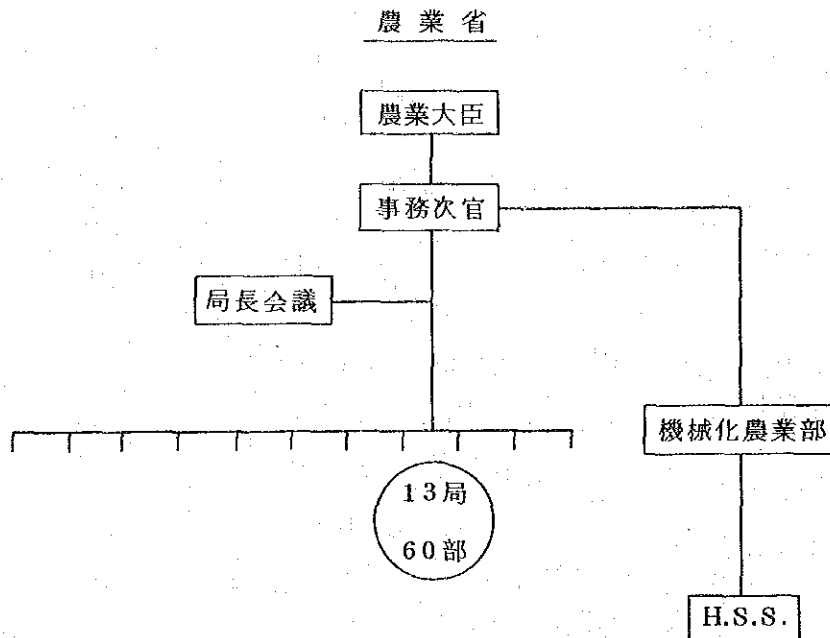 農業省
農業大臣
事務次官
局長会議
機械化農業部
13局
60部
H.S.S.